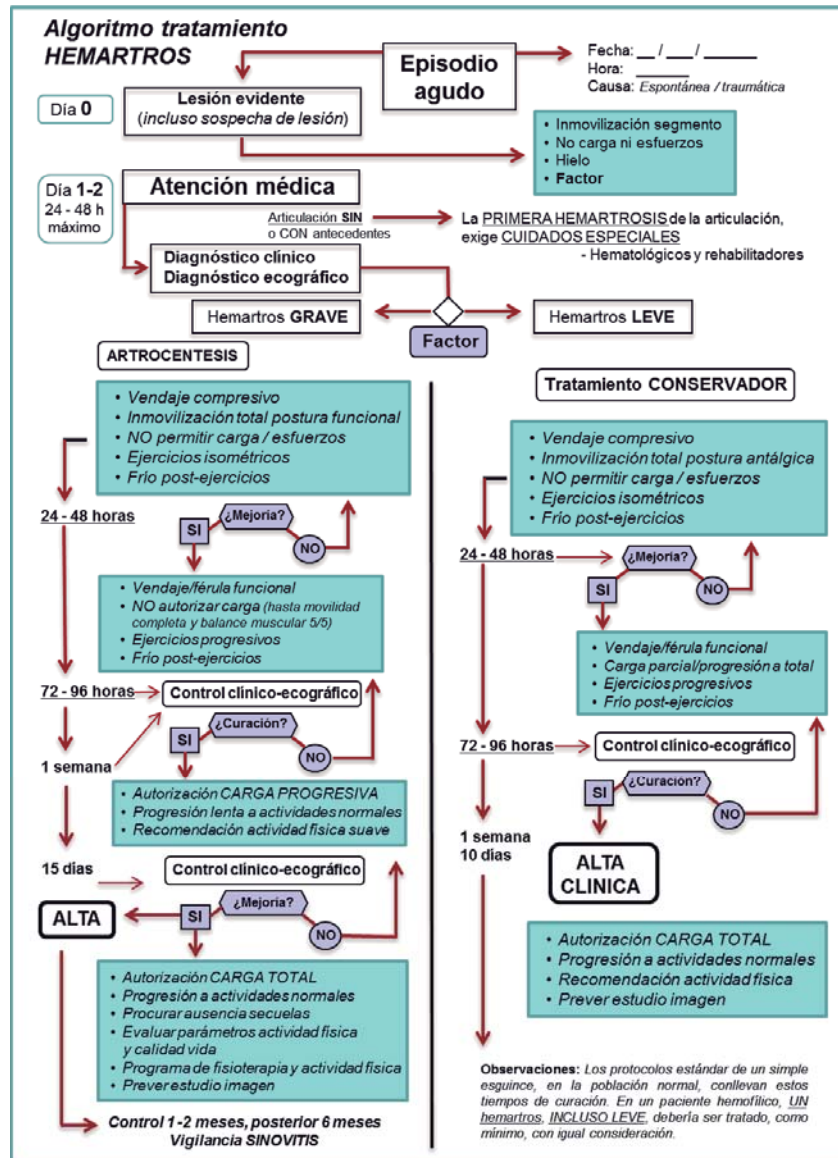 Algoritmo tratamiento
HEMARTROS
Episodio
agudo
Fecha: __ / __ / _____
Hora: _____
Causa: Espontánea / traumática
Día 0
Lesión evidente
(incluso sospecha de lesión)
• Inmovilización segmento
• No carga ni esfuerzos
• Hielo
• Factor
Día 1-2
24 - 48 h
máximo
Atención médica
Articulación SIN
o CON antecedentes
La PRIMERA HEMARTROSIS de la articulación,
exige CUIDADOS ESPECIALES
- Hematológicos y rehabilitadores
Diagnóstico clínico
Diagnóstico ecográfico
Hemartros GRAVE
Factor
Hemartros LEVE
ARTROCENTESIS
• Vendaje compresivo
• Inmovilización total postura funcional
• NO permitir carga / esfuerzos
• Ejercicios isométricos
• Frío post-ejercicios
24 - 48 horas
¿Mejoría?
SI
NO
• Vendaje/férula funcional
• NO autorizar carga (hasta movilidad
completa y balance muscular 5/5)
• Ejercicios progresivos
• Frío post-ejercicios
72 - 96 horas
Control clínico-ecográfico
¿Curación?
SI
NO
1 semana
• Autorización CARGA PROGRESIVA
• Progresión lenta a actividades normales
• Recomendación actividad física suave
15 días
Control clínico-ecográfico
¿Mejoría?
ALTA
SI
NO
• Autorización CARGA TOTAL
• Progresión a actividades normales
• Procurar ausencia secuelas
• Evaluar parámetros actividad física
y calidad vida
• Programa de fisioterapia y actividad física
• Prever estudio imagen
Control 1-2 meses, posterior 6 meses
Vigilancia SINOVITIS
Tratamiento CONSERVADOR
• Vendaje compresivo
• Inmovilización total postura antálgica
• NO permitir carga / esfuerzos
• Ejercicios isométricos
• Frío post-ejercicios
24 - 48 horas
¿Mejoría?
SI
NO
• Vendaje/férula funcional
• Carga parcial/progresión a total
• Ejercicios progresivos
• Frío post-ejercicios
72 - 96 horas
Control clínico-ecográfico
¿Curación?
SI
NO
1 semana
10 días
ALTA
CLINICA
• Autorización CARGA TOTAL
• Progresión a actividades normales
• Recomendación actividad física
• Prever estudio imagen
Observaciones: Los protocolos estándar de un simple
esguince, en la población normal, conllevan estos
tiempos de curación. En un paciente hemofílico, UN
hemartros, INCLUSO LEVE, debería ser tratado, como
mínimo, con igual consideración.